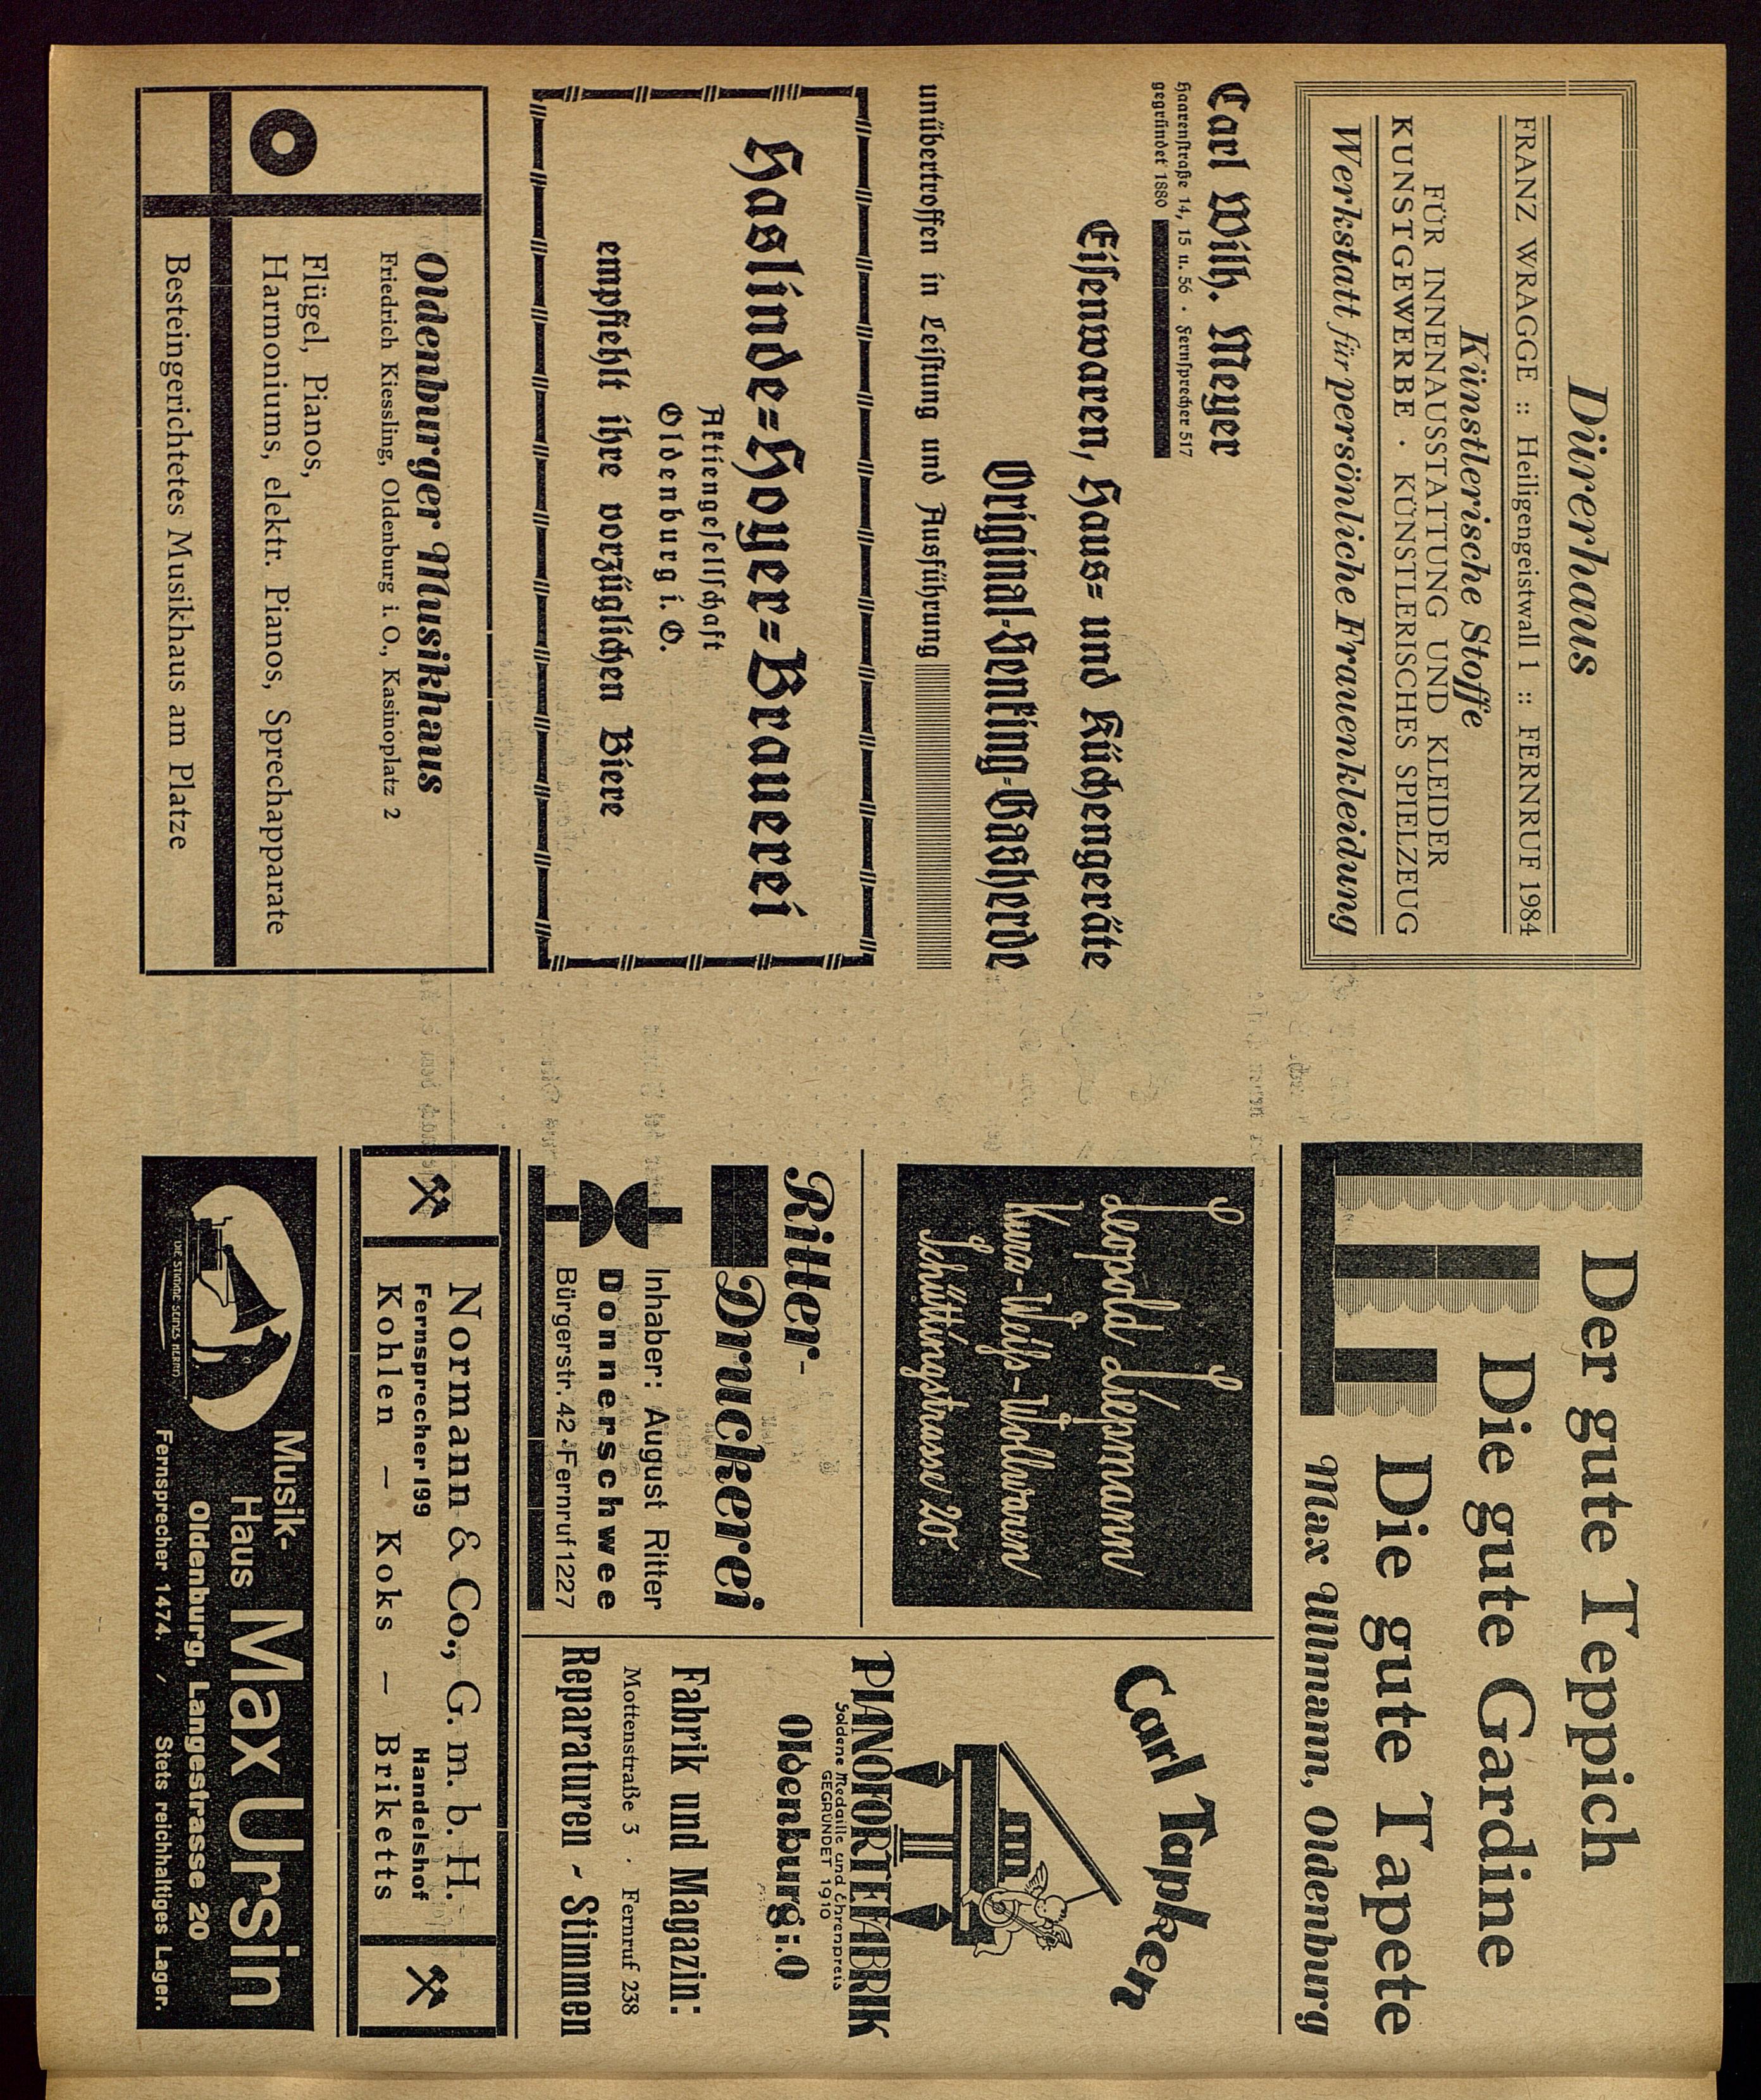 Dürerhaus
FRANZ WRAGGE :: Heiligengeistwall 1 :: FERNRUF 1984
Künstlerische Stoffe
FÜR INNENAUSSTATTUNG UND KLEIDER
KUNSTGEWERBE · KÜNSTLERISCHES SPIELZEUG
Werkstatt für persönliche Frauenkleidung
Carl Wilh. Meyer
Haarenstraße 14, 15 u. 56 · Fernsprecher 517
gegründet 1880
Eisenwaren, Haus- und Küchengeräte
Original-Senking-Gasherde
unübertroffen in Leistung und Ausführung
Haslinde-Hoyer-Brauerei
Aktiengesellschaft
Oldenburg i. O.
empfiehlt ihre vorzüglichen Biere
Oldenburger Musikhaus
Friedrich Kiessling, Oldenburg i. O., Kasinoplatz 2
Flügel, Pianos,
Harmoniums, elektr. Pianos, Sprechapparate
Besteingerichtetes Musikhaus am Platze
Der gute Teppich
Die gute Gardine
Die gute Tapete
Max Ullmann, Oldenburg
Leopold Liepmann
Kurz-Weiß-Wollwaren
Schüttingstrasse 20.
Carl Tapken
PIANOFORTEFABRIK
Goldene Medaille und Ehrenpreis
GEGRÜNDET 1910
Oldenburg i.O
Fabrik und Magazin:
Mottenstraße 3 · Fernruf 238
Reparaturen - Stimmen
Ritter-
Druckerei
Inhaber: August Ritter
Donnerschwee
Bürgerstr. 42 · Fernruf 1227
Normann & Co., G. m. b. H.
Fernsprecher 199 Handelshof
Kohlen — Koks — Briketts
DIE STIMME SEINES HERRN
Musik-
Haus Max Ursin
Oldenburg, Langestrasse 20
Fernsprecher 1474. / Stets reichhaltiges Lager.